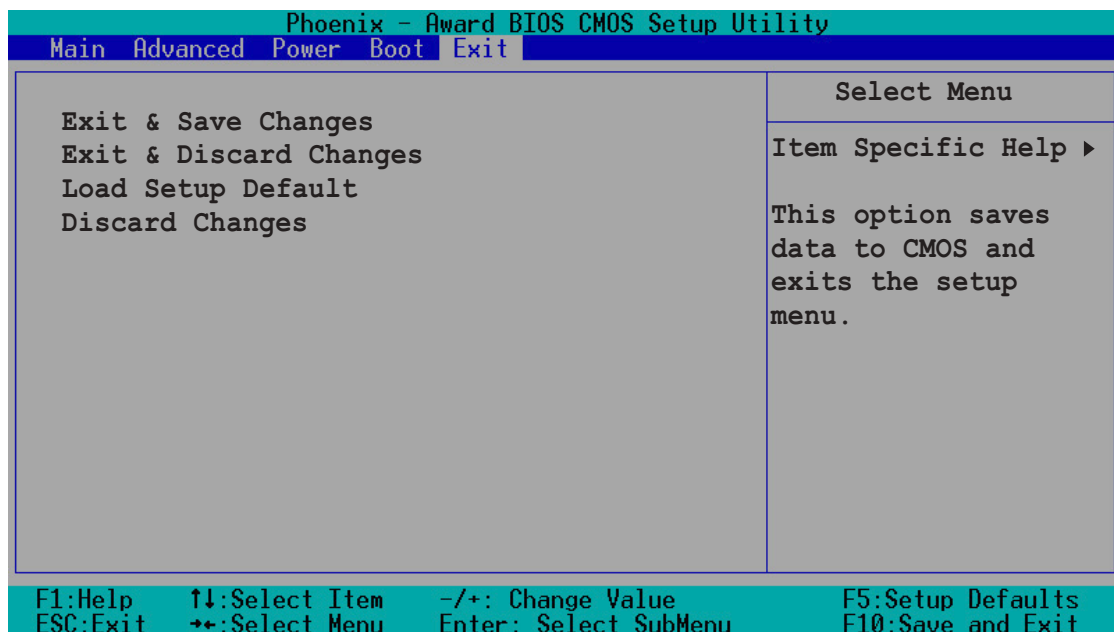 Phoenix - Award BIOS CMOS Setup Utility
Main Advanced Power Boot Exit
Exit & Save Changes
Exit & Discard Changes
Load Setup Default
Discard Changes
Select Menu
Item Specific Help ▸
This option saves
data to CMOS and
exits the setup
menu.
F1:Help ↑↓:Select Item -/+: Change Value F5:Setup Defaults
ESC:Exit →←:Select Menu Enter: Select SubMenu F10:Save and Exit